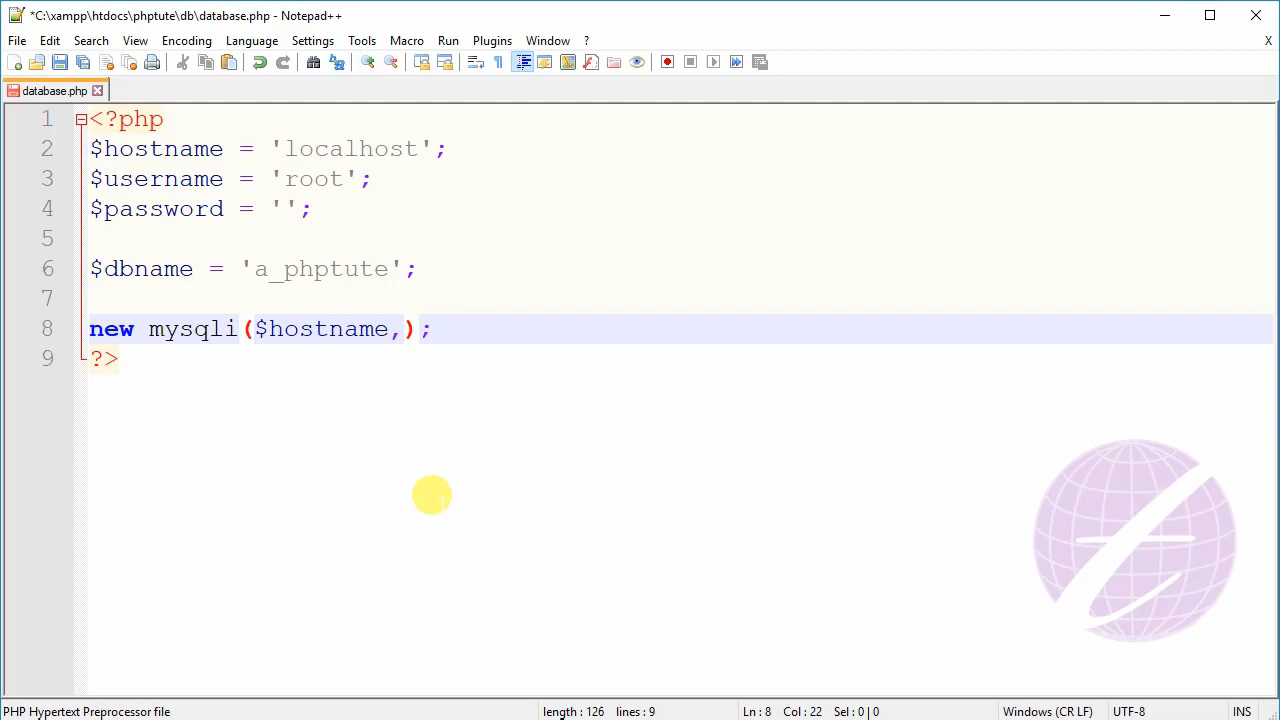 *C:\xampp\htdocs\phptute\db\database.php - Notepad++
File Edit Search View Encoding Language Settings Tools Macro Run Plugins Window ? X
database.php
1 <?php
2 $hostname = 'localhost';
3 $username = 'root';
4 $password = '';
5
6 $dbname = 'a_phptute';
7
8 new mysqli($hostname,);
9 ?>
PHP Hypertext Preprocessor file length : 126 lines : 9 Ln : 8 Col : 22 Sel : 0 | 0 Windows (CR LF) UTF-8 INS